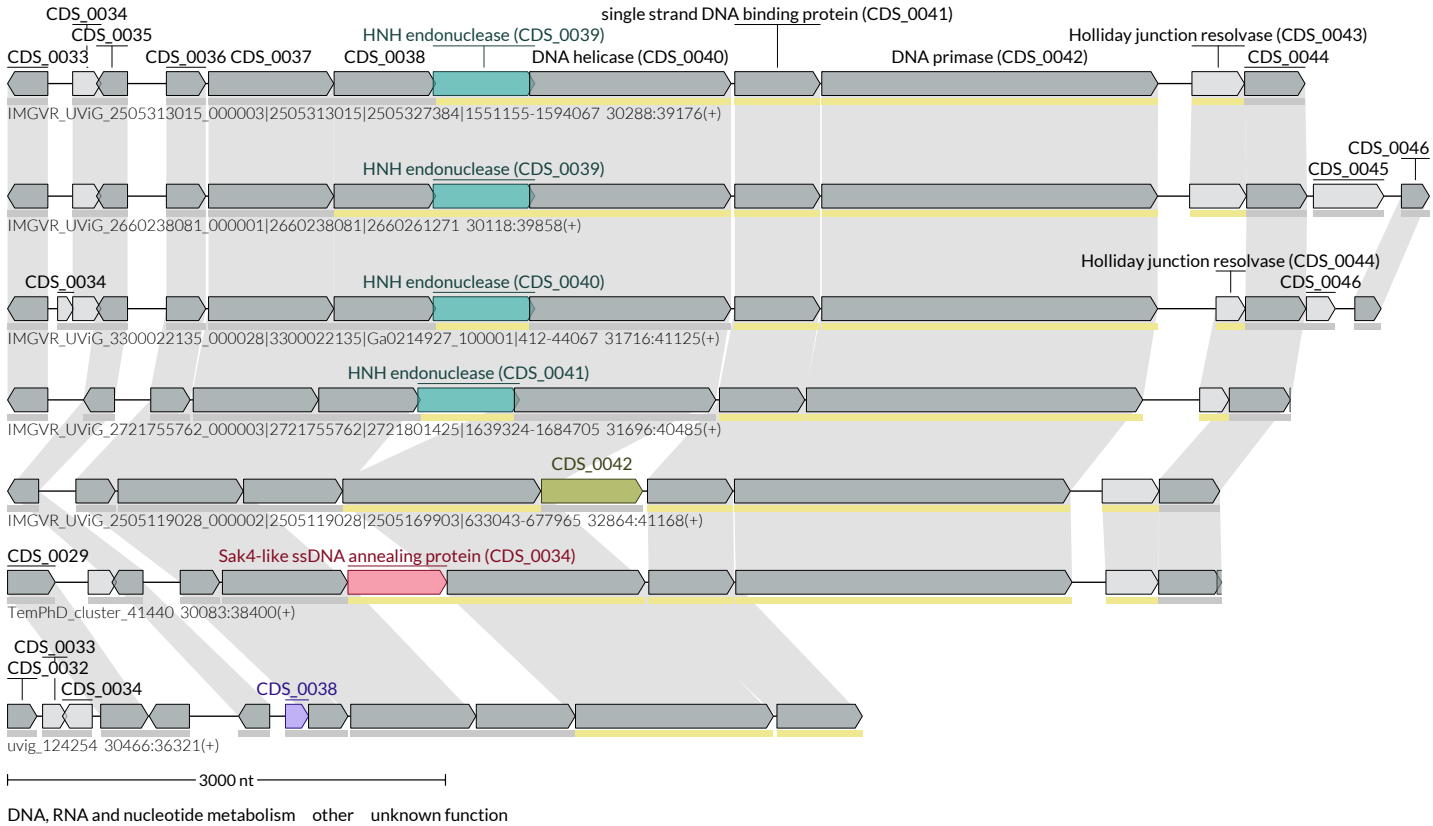 CDS_0034
single strand DNA binding protein (CDS_0041)
CDS_0035
HNH endonuclease (CDS_0039)
Holliday junction resolvase (CDS_0043)
CDS_0033
CDS_0036
CDS_0037
CDS_0038
DNA helicase (CDS_0040)
DNA primase (CDS_0042)
CDS_0044
IMGVR_UViG_2505313015_000003|2505313015|2505327384|1551155-1594067 30288:39176(+)
CDS_0046
HNH endonuclease (CDS_0039)
CDS_0045
IMGVR_UViG_2660238081_000001|2660238081|2660261271 30118:39858(+)
Holliday junction resolvase (CDS_0044)
CDS_0034
HNH endonuclease (CDS_0040)
CDS_0046
IMGVR_UViG_3300022135_000028|3300022135|Ga0214927_100001|412-44067 31716:41125(+)
HNH endonuclease (CDS_0041)
IMGVR_UViG_2721755762_000003|2721755762|2721801425|1639324-1684705 31696:40485(+)
CDS_0042
IMGVR_UViG_2505119028_000002|2505119028|2505169903|633043-677965 32864:41168(+)
CDS_0029
Sak4-like ssDNA annealing protein (CDS_0034)
TemPhD_cluster_41440 30083:38400(+)
CDS_0033
CDS_0032
CDS_0034
CDS_0038
uvig_124254 30466:36321(+)
3000 nt
DNA, RNA and nucleotide metabolism other unknown function